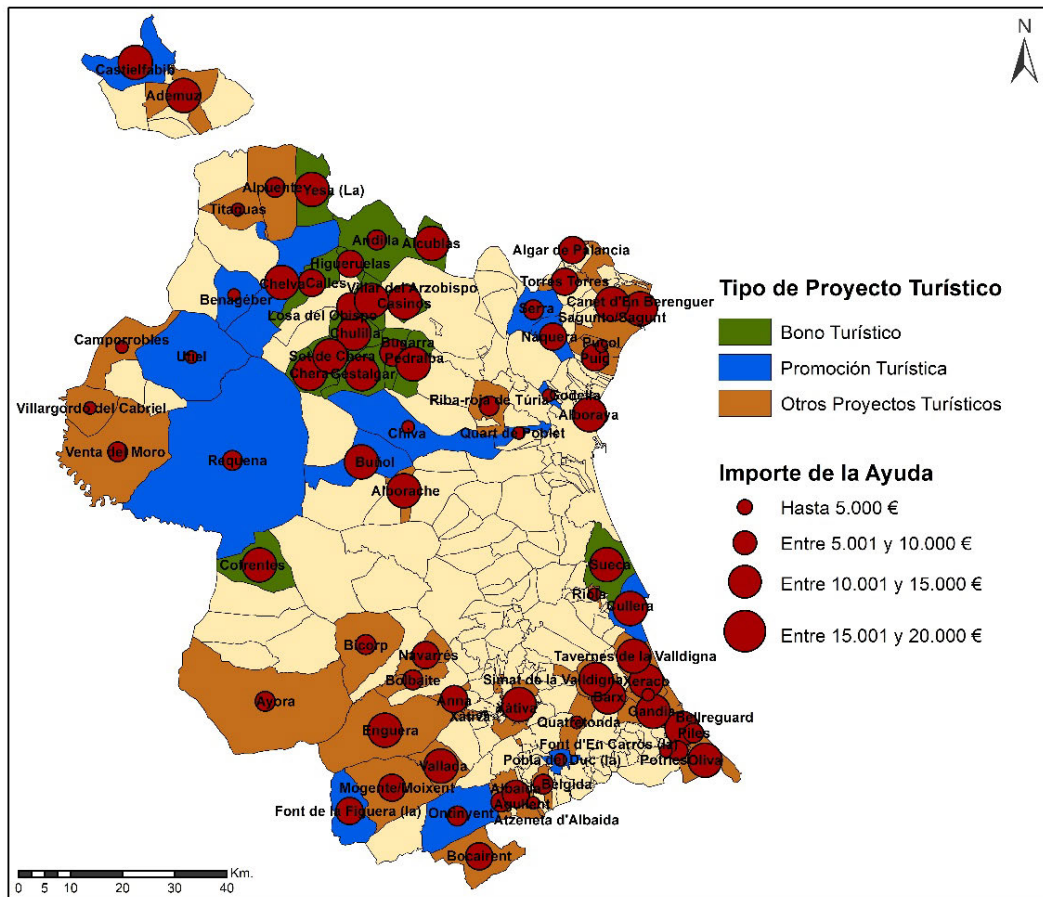 N
Castielfabib
Ademuz
Alpuente
Yesa (La)
Titaguas
Andilla
Alcublas
Algar de Palancia
Higueruelas
Torres Torres
Chelva
Calles
Villar del Arzobispo
Benagéber
Casinos
Canet d'En Berenguer
Losa del Obispo
Serra
Sagunto/Sagunt
Chulilla
Náquera
Camporrobles
Utiel
Sot de Chera
Bugarra
Puçol
Pedralba
Puig
Chera
Gestalgar
Villargordo del Cabriel
Riba-roja de Túria
Godella
Alboraya
Chiva
Quart de Poblet
Venta del Moro
Requena
Buñol
Alborache
Cofrentes
Sueca
Riola
Cullera
Bicorp
Navarrés
Tavernes de la Valldigna
Bolbaite
Simat de la Valldigna
Xeraco
Ayora
Anna
Xàtiva
Barx
Xàtiva
Gandia
Quatretonda
Bellreguard
Enguera
Piles
Font d'En Carròs (la)
Pobla del Duc (la)
Potries
Oliva
Vallada
Mogente/Moixent
Albaida
Bèlgida
Font de la Figuera (la)
Agullent
Ontinyent
Atzeneta d'Albaida
Bocairent
Tipo de Proyecto Turístico
Bono Turístico
Promoción Turística
Otros Proyectos Turísticos
Importe de la Ayuda
Hasta 5.000 €
Entre 5.001 y 10.000 €
Entre 10.001 y 15.000 €
Entre 15.001 y 20.000 €
Km.
0 5 10 20 30 40